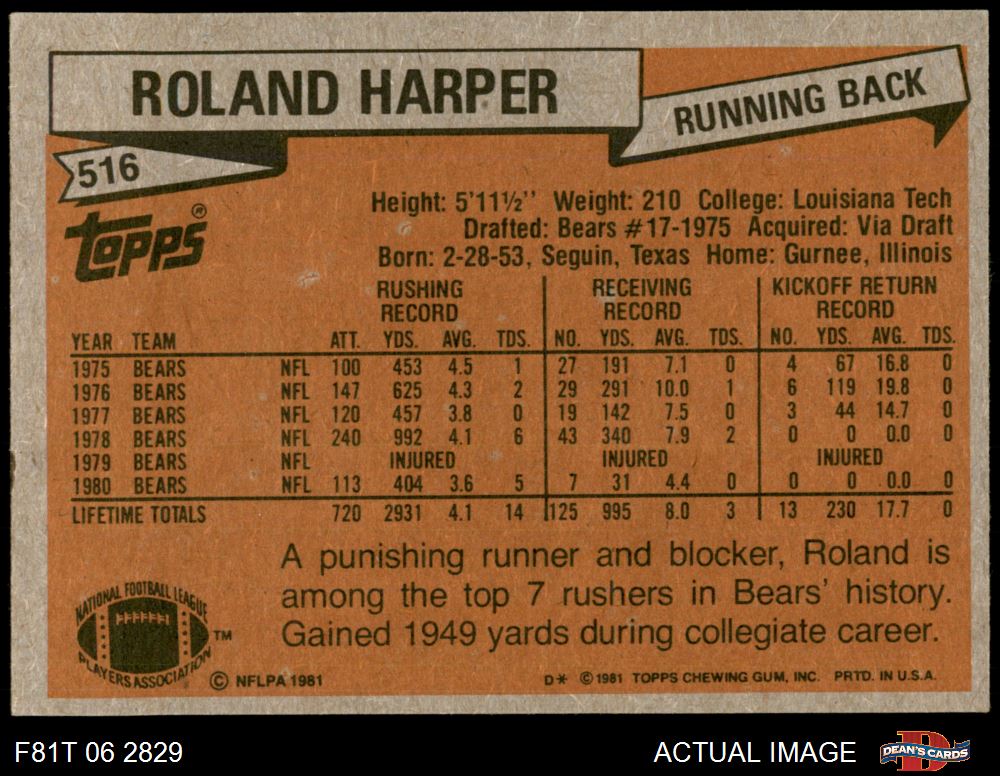 ROLAND HARPER
RUNNING BACK
516
Topps®
Height: 5'11½'' Weight: 210 College: Louisiana Tech
Drafted: Bears #17-1975 Acquired: Via Draft
Born: 2-28-53, Seguin, Texas Home: Gurnee, Illinois
RUSHING RECORD RECEIVING RECORD KICKOFF RETURN RECORD
YEAR TEAM ATT. YDS. AVG. TDS. NO. YDS. AVG. TDS. NO. YDS. AVG. TDS.
1975 BEARS NFL 100 453 4.5 1 27 191 7.1 0 4 67 16.8 0
1976 BEARS NFL 147 625 4.3 2 29 291 10.0 1 6 119 19.8 0
1977 BEARS NFL 120 457 3.8 0 19 142 7.5 0 3 44 14.7 0
1978 BEARS NFL 240 992 4.1 6 43 340 7.9 2 0 0 0.0 0
1979 BEARS NFL INJURED INJURED INJURED
1980 BEARS NFL 113 404 3.6 5 7 31 4.4 0 0 0 0.0 0
LIFETIME TOTALS 720 2931 4.1 14 125 995 8.0 3 13 230 17.7 0
A punishing runner and blocker, Roland is
among the top 7 rushers in Bears' history.
Gained 1949 yards during collegiate career.
NATIONAL FOOTBALL LEAGUE
PLAYERS ASSOCIATION ™
© NFLPA 1981
D* © 1981 TOPPS CHEWING GUM, INC. PRTD. IN U.S.A.
F81T 06 2829
ACTUAL IMAGE
D
DEAN'S CARDS